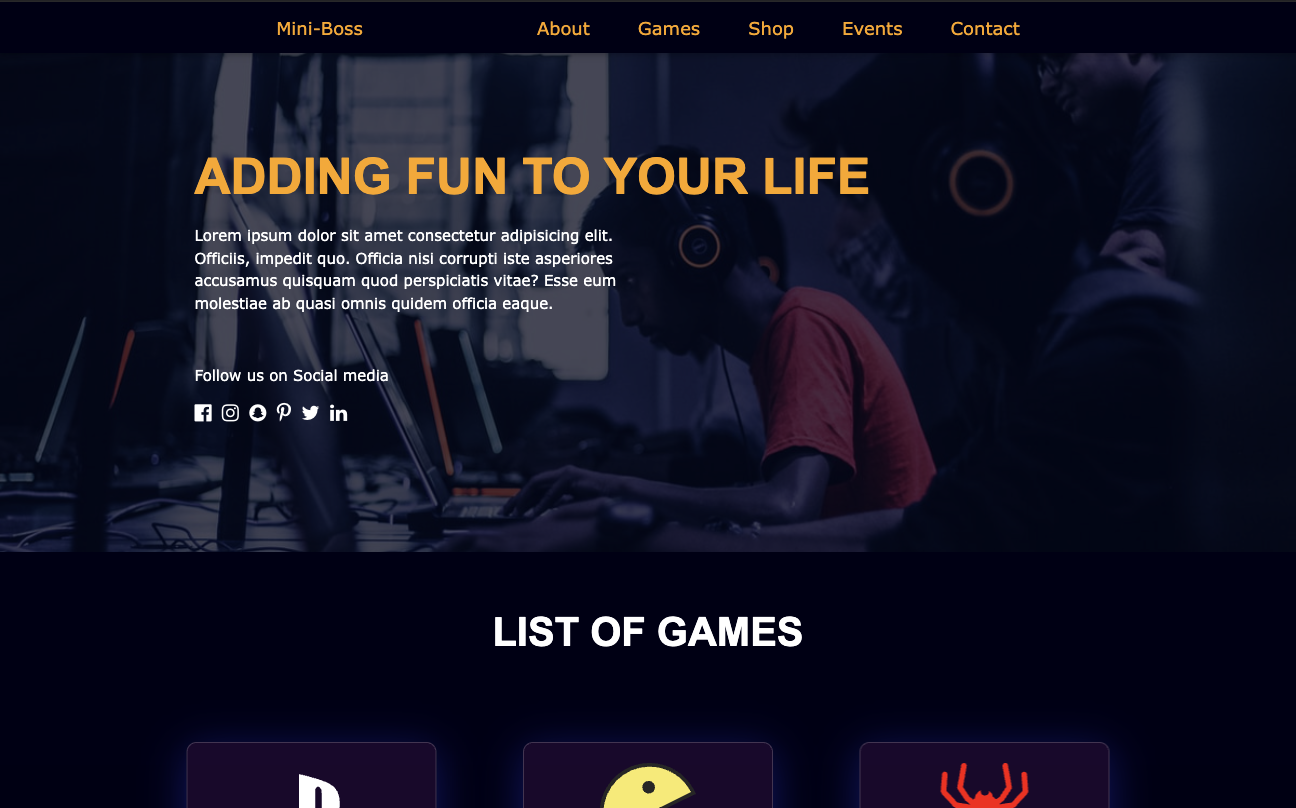 Mini-Boss About Games Shop Events Contact
ADDING FUN TO YOUR LIFE
Lorem ipsum dolor sit amet consectetur adipisicing elit.
Officiis, impedit quo. Officia nisi corrupti iste asperiores
accusamus quisquam quod perspiciatis vitae? Esse eum
molestiae ab quasi omnis quidem officia eaque.
Follow us on Social media
LIST OF GAMES